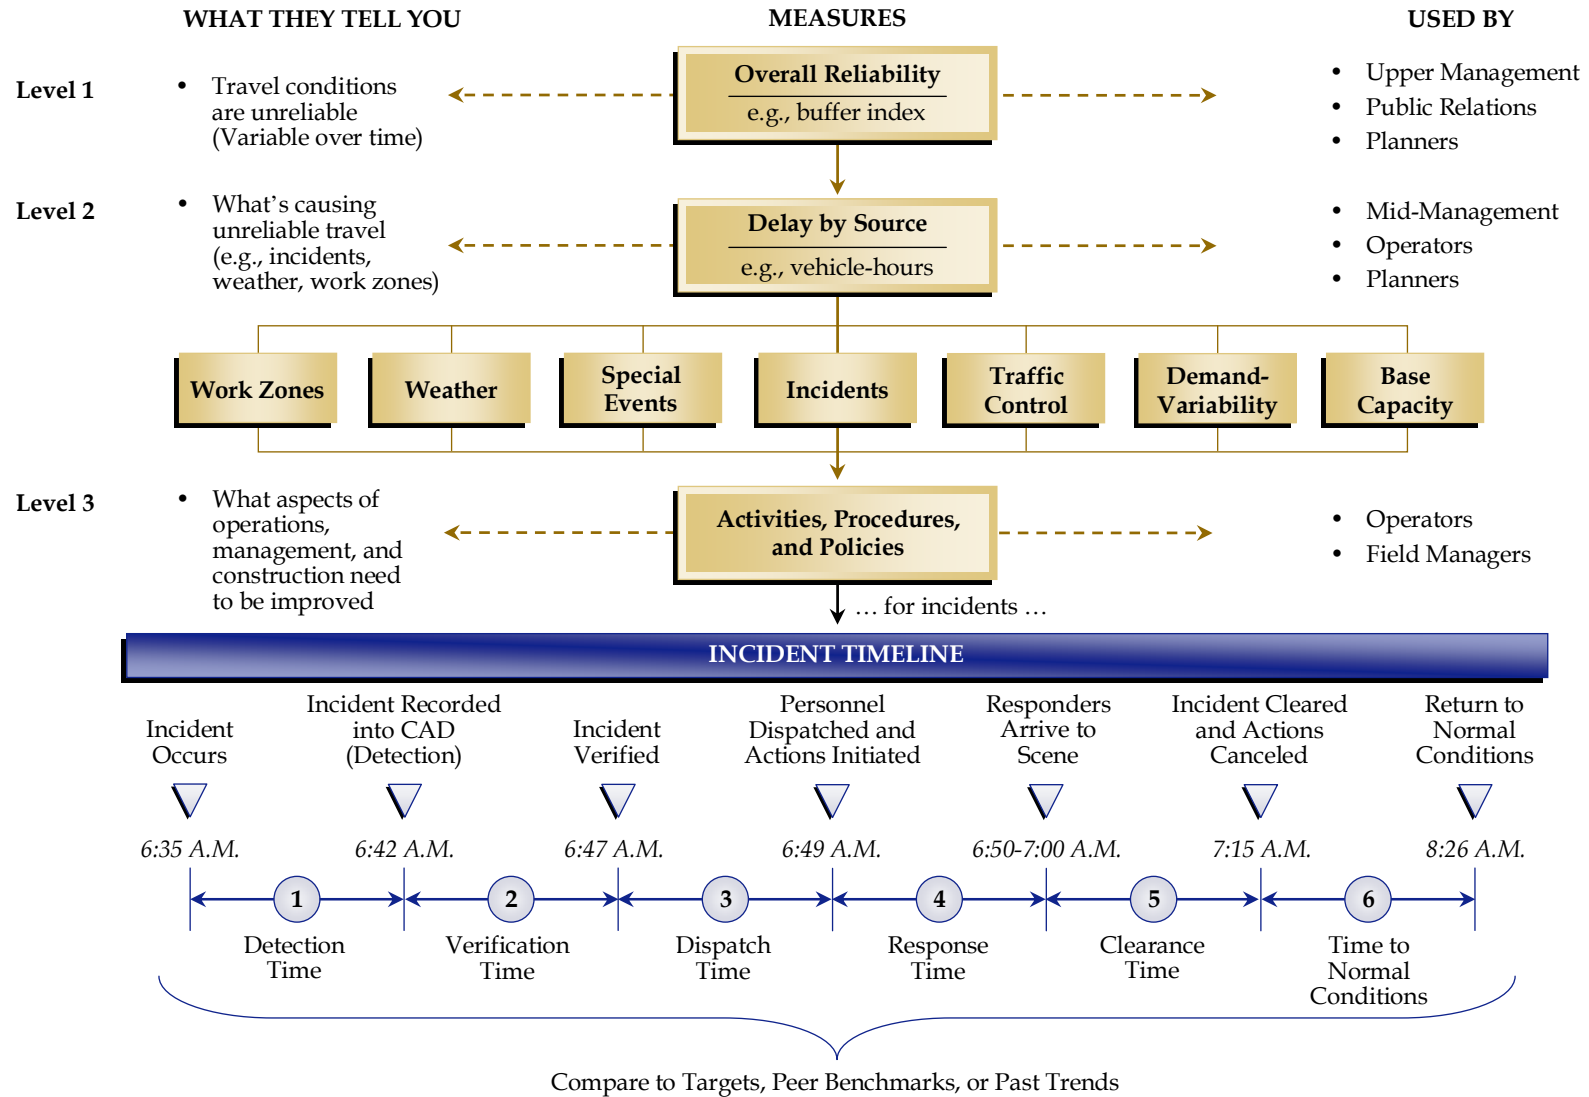 WHAT THEY TELL YOU
MEASURES
USED BY
Level 1
• Travel conditions
are unreliable
(Variable over time)
Overall Reliability
e.g., buffer index
• Upper Management
• Public Relations
• Planners
Level 2
• What's causing
unreliable travel
(e.g., incidents,
weather, work zones)
Delay by Source
e.g., vehicle-hours
• Mid-Management
• Operators
• Planners
Work Zones
Weather
Special
Events
Incidents
Traffic
Control
Demand-
Variability
Base
Capacity
Level 3
• What aspects of
operations,
management, and
construction need
to be improved
Activities, Procedures,
and Policies
• Operators
• Field Managers
… for incidents …
INCIDENT TIMELINE
Incident
Occurs
Incident Recorded
into CAD
(Detection)
Incident
Verified
Personnel
Dispatched and
Actions Initiated
Responders
Arrive to
Scene
Incident Cleared
and Actions
Canceled
Return to
Normal
Conditions
6:35 A.M.
6:42 A.M.
6:47 A.M.
6:49 A.M.
6:50-7:00 A.M.
7:15 A.M.
8:26 A.M.
1
2
3
4
5
6
Detection
Time
Verification
Time
Dispatch
Time
Response
Time
Clearance
Time
Time to
Normal
Conditions
Compare to Targets, Peer Benchmarks, or Past Trends